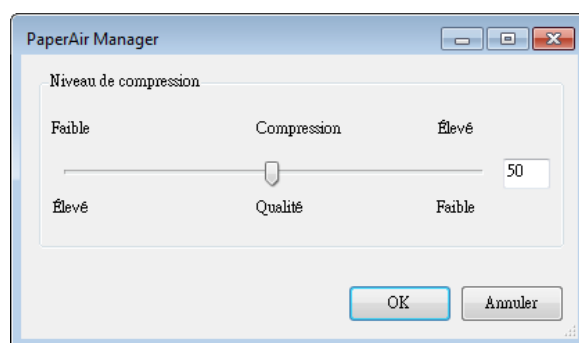 PaperAir Manager
Niveau de compression
Faible Compression Élevé
50
Élevé Qualité Faible
OK Annuler